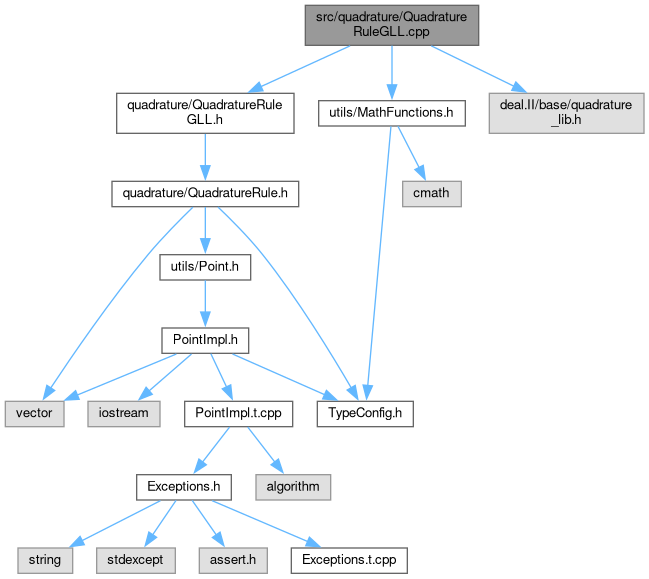 src/quadrature/Quadrature
RuleGLL.cpp
quadrature/QuadratureRule
GLL.h
utils/MathFunctions.h
deal.II/base/quadrature
_lib.h
quadrature/QuadratureRule.h
cmath
utils/Point.h
PointImpl.h
vector
iostream
PointImpl.t.cpp
TypeConfig.h
Exceptions.h
algorithm
string
stdexcept
assert.h
Exceptions.t.cpp